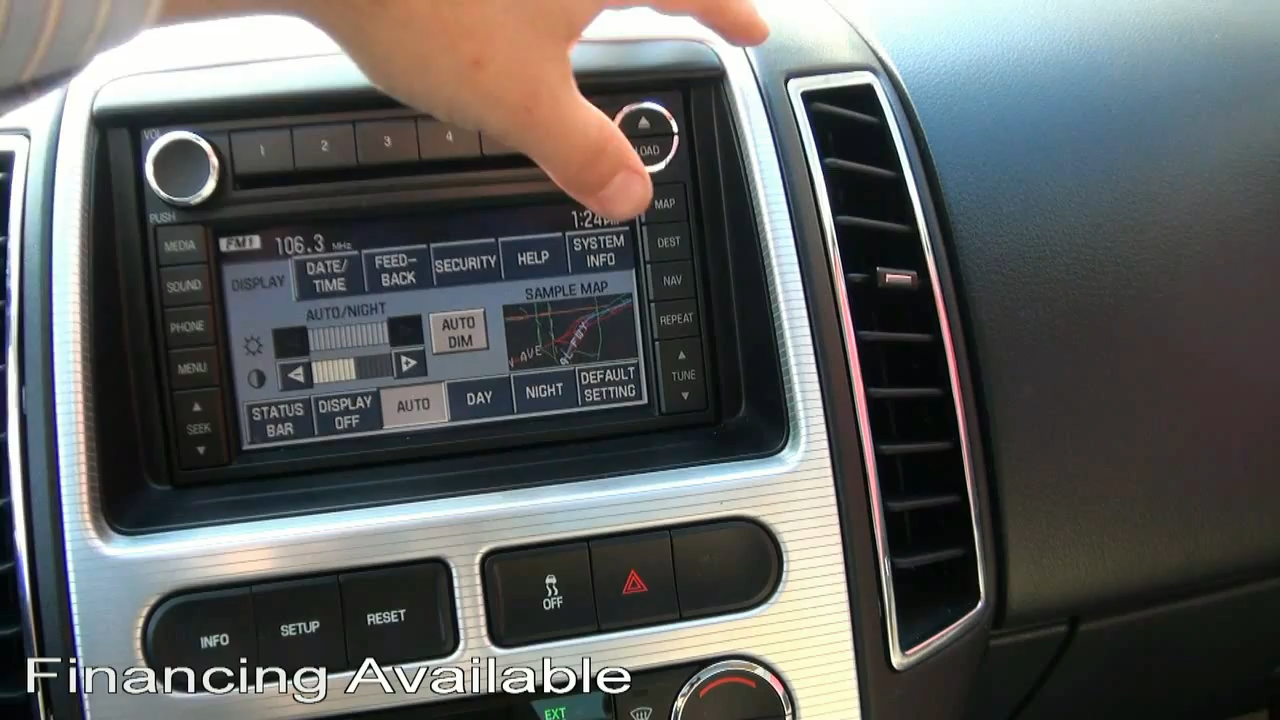 VOL
1 2 3 4
LOAD
PUSH
MEDIA
SOUND
PHONE
MENU
SEEK
FM1 106.3 MHz 1:24
DISPLAY DATE/TIME FEED-BACK SECURITY HELP SYSTEM INFO
AUTO/NIGHT
AUTO DIM
SAMPLE MAP
AVE
STATUS BAR DISPLAY OFF AUTO DAY NIGHT DEFAULT SETTING
MAP
DEST
NAV
REPEAT
TUNE
INFO SETUP RESET
OFF
EXT
Financing Available